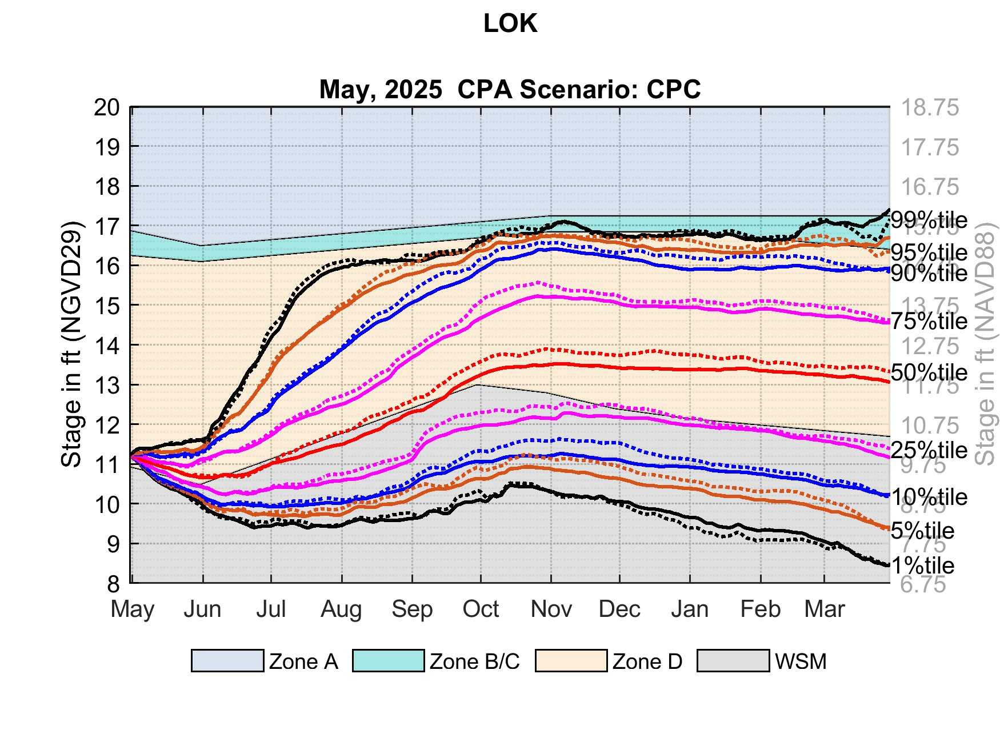 LOK
May, 2025 CPA Scenario: CPC
Stage in ft (NGVD29)
20
19
18
17
16
15
14
13
12
11
10
9
8
18.75
17.75
16.75
15.75
14.75
13.75
12.75
11.75
10.75
9.75
8.75
7.75
6.75
Stage in ft (NAVD88)
99%tile
95%tile
90%tile
75%tile
50%tile
25%tile
10%tile
5%tile
1%tile
May Jun Jul Aug Sep Oct Nov Dec Jan Feb Mar
Zone A Zone B/C Zone D WSM